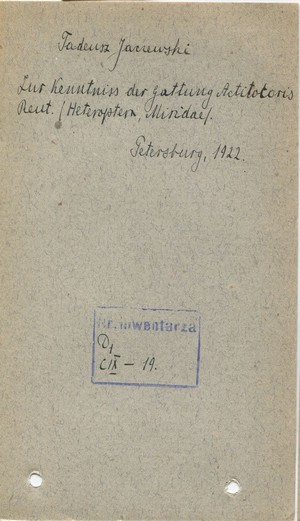 Tadeusz Jaczewski
Zur Kenntniss der Gattung Actitocoris
Reut. (Heteroptera, Miridae).
Petersburg, 1922.
Nr. inwentarza
D1
CIX — 19.